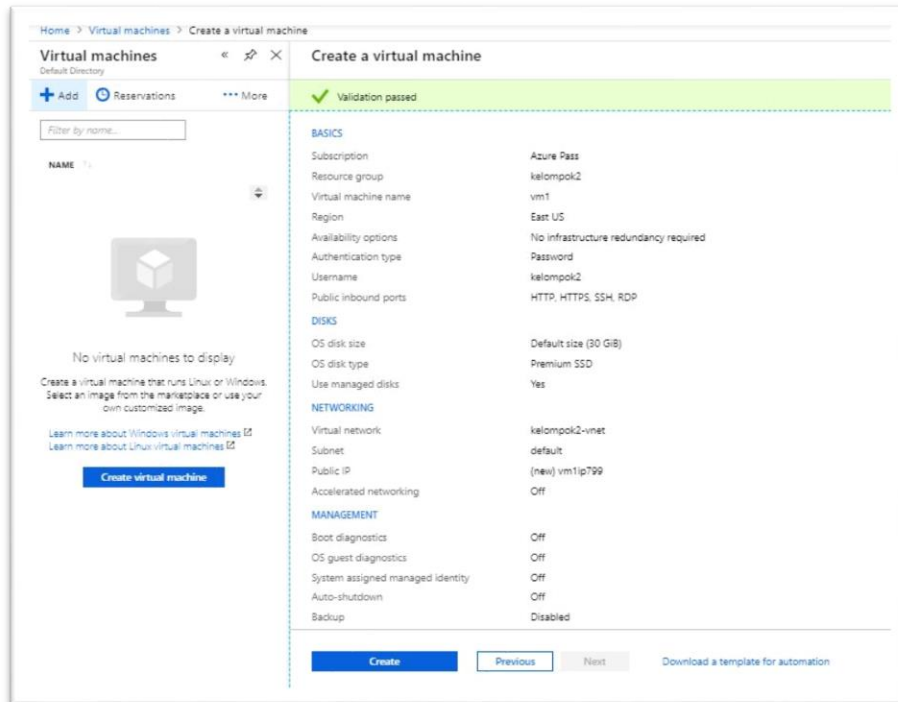 Home > Virtual machines > Create a virtual machine
Virtual machines
Default Directory
Add Reservations ••• More
Filter by name...
NAME
No virtual machines to display
Create a virtual machine that runs Linux or Windows.
Select an image from the marketplace or use your
own customized image.
Learn more about Windows virtual machines
Learn more about Linux virtual machines
Create virtual machine
Create a virtual machine
Validation passed
BASICS
Subscription Azure Pass
Resource group kelompok2
Virtual machine name vm1
Region East US
Availability options No infrastructure redundancy required
Authentication type Password
Username kelompok2
Public inbound ports HTTP, HTTPS, SSH, RDP
DISKS
OS disk size Default size (30 GiB)
OS disk type Premium SSD
Use managed disks Yes
NETWORKING
Virtual network kelompok2-vnet
Subnet default
Public IP (new) vm1ip799
Accelerated networking Off
MANAGEMENT
Boot diagnostics Off
OS guest diagnostics Off
System assigned managed identity Off
Auto-shutdown Off
Backup Disabled
Create Previous Next Download a template for automation